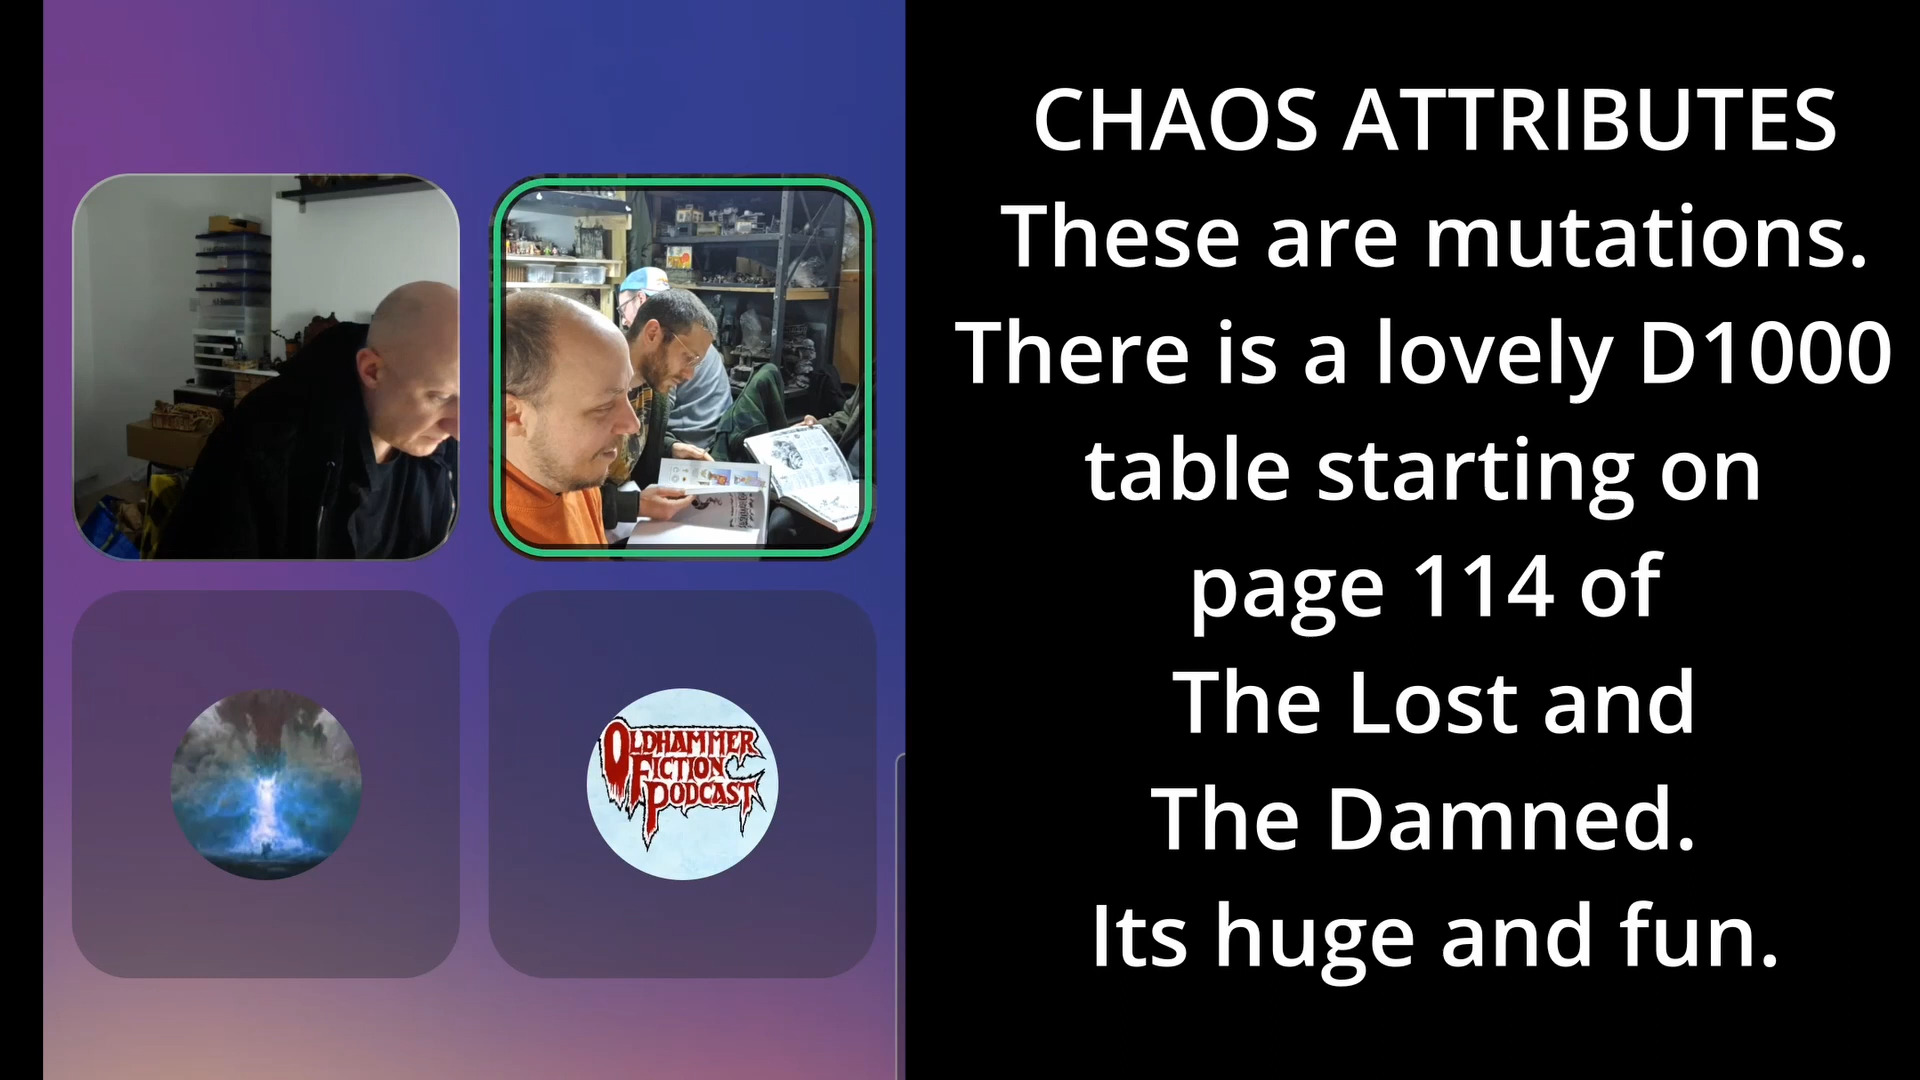 CHAOS ATTRIBUTES
These are mutations.
There is a lovely D1000
table starting on
page 114 of
The Lost and
The Damned.
Its huge and fun.
OLDHAMMER
FICTION
PODCAST